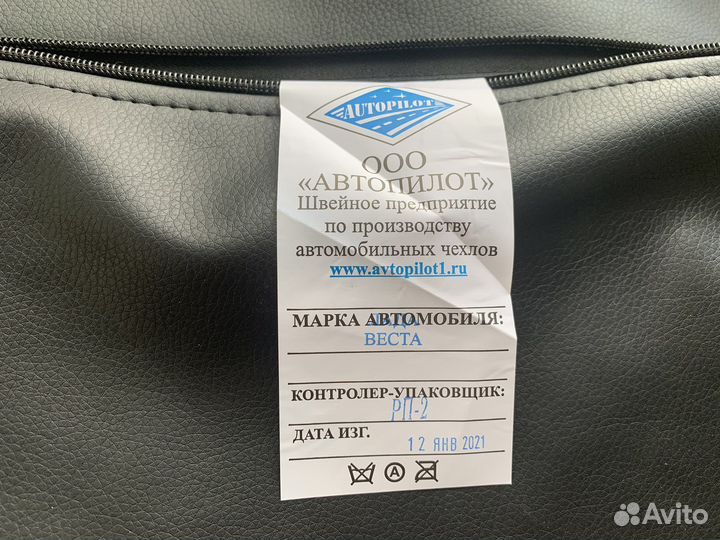 AUTOPILOT
ООО
«АВТОПИЛОТ»
Швейное предприятие
по производству
автомобильных чехлов
www.avtopilot1.ru
МАРКА АВТОМОБИЛЯ:
ЛАДА
ВЕСТА
КОНТРОЛЕР-УПАКОВЩИК:
РП-2
ДАТА ИЗГ. 12 ЯНВ 2021
A
Avito